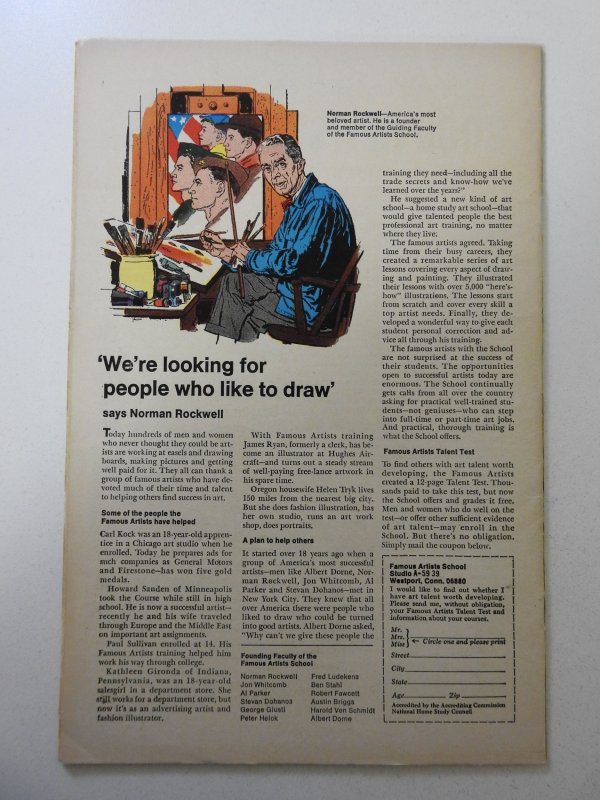 Norman Rockwell—America's most
beloved artist. He is a founder
and member of the Guiding Faculty
of the Famous Artists School.
'We're looking for
people who like to draw'
says Norman Rockwell
Today hundreds of men and women
who never thought they could be art-
ists are working at easels and drawing
boards, making pictures and getting
well paid for it. They all can thank a
group of famous artists who have de-
voted much of their time and talent
to helping others find success in art.
Some of the people the
Famous Artists have helped
Carl Kock was an 18-year-old appren-
tice in a Chicago art studio when he
enrolled. Today he prepares ads for
such companies as General Motors
and Firestone—has won five gold
medals.
Howard Sanden of Minneapolis
took the Course while still in high
school. He is now a successful artist—
recently he and his wife traveled
through Europe and the Middle East
on important art assignments.
Paul Sullivan enrolled at 14. His
Famous Artists training helped him
work his way through college.
Kathleen Gironda of Indiana,
Pennsylvania, was an 18-year-old
salesgirl in a department store. She
still works for a department store, but
now it's as an advertising artist and
fashion illustrator.
With Famous Artists training
James Ryan, formerly a clerk, has be-
come an illustrator at Hughes Air-
craft—and turns out a steady stream
of well-paying free-lance artwork in
his spare time.
Oregon housewife Helen Tryk lives
150 miles from the nearest big city.
But she does fashion illustration, has
her own studio, runs an art work
shop, does portraits.
A plan to help others
It started over 18 years ago when a
group of America's most successful
artists—men like Albert Dorne, Nor-
man Rockwell, Jon Whitcomb, Al
Parker and Stevan Dohanos—met in
New York City. They knew that all
over America there were people who
liked to draw who could be turned
into good artists. Albert Dorne asked,
"Why can't we give these people the
Founding Faculty of the
Famous Artists School
Norman Rockwell
Jon Whitcomb
Al Parker
Stevan Dohanos
George Giusti
Peter Helck
Fred Ludekens
Ben Stahl
Robert Fawcett
Austin Briggs
Harold Von Schmidt
Albert Dorne
training they need—including all the
trade secrets and know-how we've
learned over the years?"
He suggested a new kind of art
school—a home study art school—that
would give talented people the best
professional art training, no matter
where they live.
The famous artists agreed. Taking
time from their busy careers, they
created a remarkable series of art
lessons covering every aspect of draw-
ing and painting. They illustrated
their lessons with over 5,000 "here's-
how" illustrations. The lessons start
from scratch and cover every skill a
top artist needs. Finally, they de-
veloped a wonderful way to give each
student personal correction and ad-
vice all through his training.
The famous artists with the School
are not surprised at the success of
their students. The opportunities
open to successful artists today are
enormous. The School continually
gets calls from all over the country
asking for practical well-trained stu-
dents—not geniuses—who can step
into full-time or part-time art jobs.
And practical, thorough training is
what the School offers.
Famous Artists Talent Test
To find others with art talent worth
developing, the Famous Artists
created a 12-page Talent Test. Thou-
sands paid to take this test, but now
the School offers and grades it free.
Men and women who do well on the
test—or offer other sufficient evidence
of art talent—may enroll in the
School. But there's no obligation.
Simply mail the coupon below.
Famous Artists School
Studio A-59 39
Westport, Conn. 06880
I would like to find out whether I
have art talent worth developing.
Please send me, without obligation,
your Famous Artists Talent Test and
information about your courses.
Mr.
Mrs. Circle one and please print
Miss
Street
City
State
Age Zip
Accredited by the Accrediting Commission
National Home Study Council